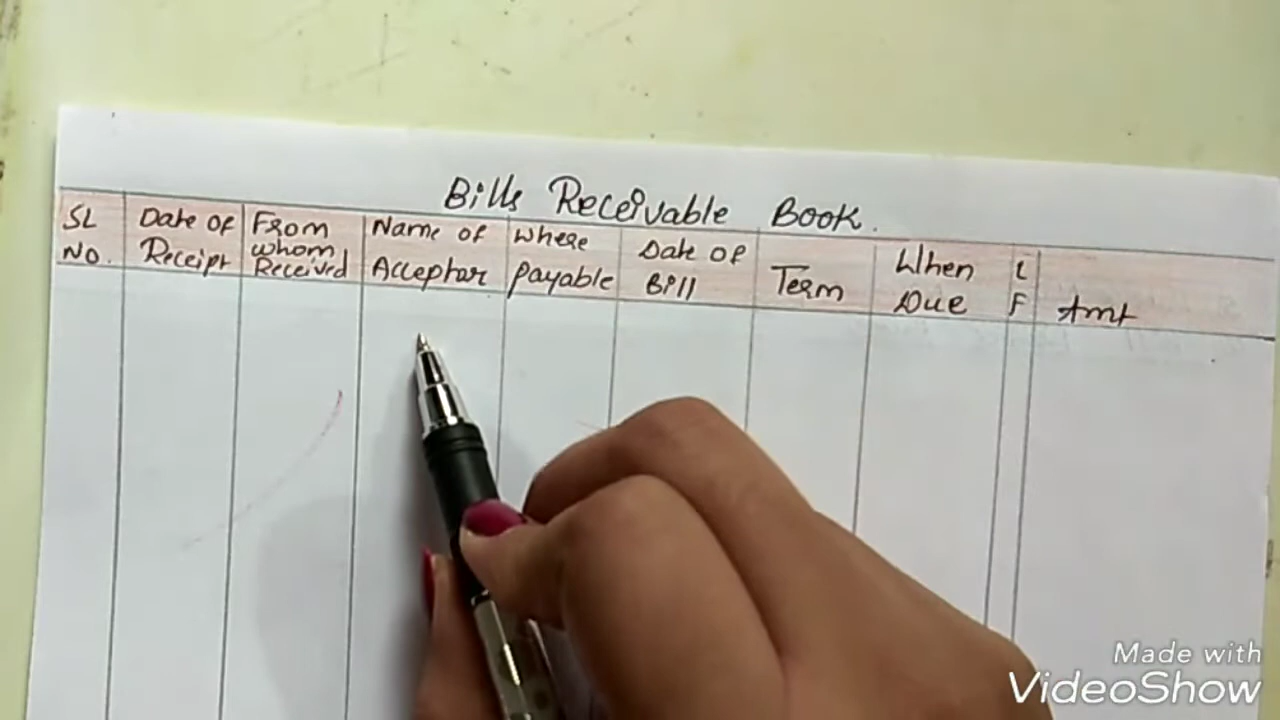 Bills Receivable Book.
SL No.
Date of Receipt
From whom Received
Name of Acceptor
Where payable
Date of Bill
Term
When Due
L F
Amt
Made with
VideoShow